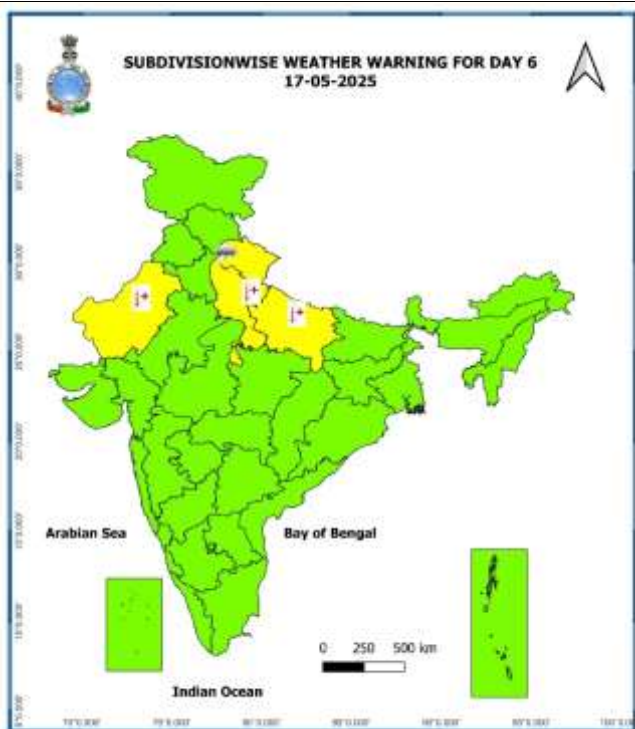 SUBDIVISIONWISE WEATHER WARNING FOR DAY 6
17-05-2025
Arabian Sea
Bay of Bengal
0 250 500 km
Indian Ocean